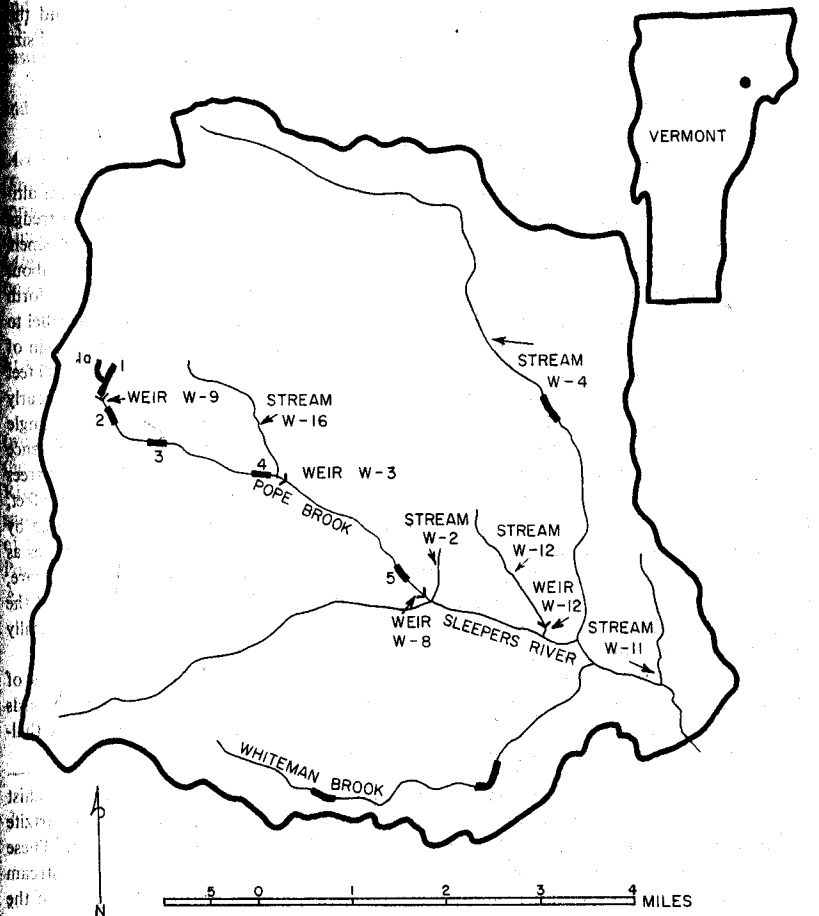 VERMONT
1a
1
WEIR W-9
2
3
STREAM
W-16
STREAM
W-4
4
WEIR W-3
POPE BROOK
STREAM
W-2
STREAM
W-12
5
WEIR
W-12
WEIR
W-8
SLEEPERS RIVER
STREAM
W-11
WHITEMAN BROOK
N
.5 0 1 2 3 4 MILES